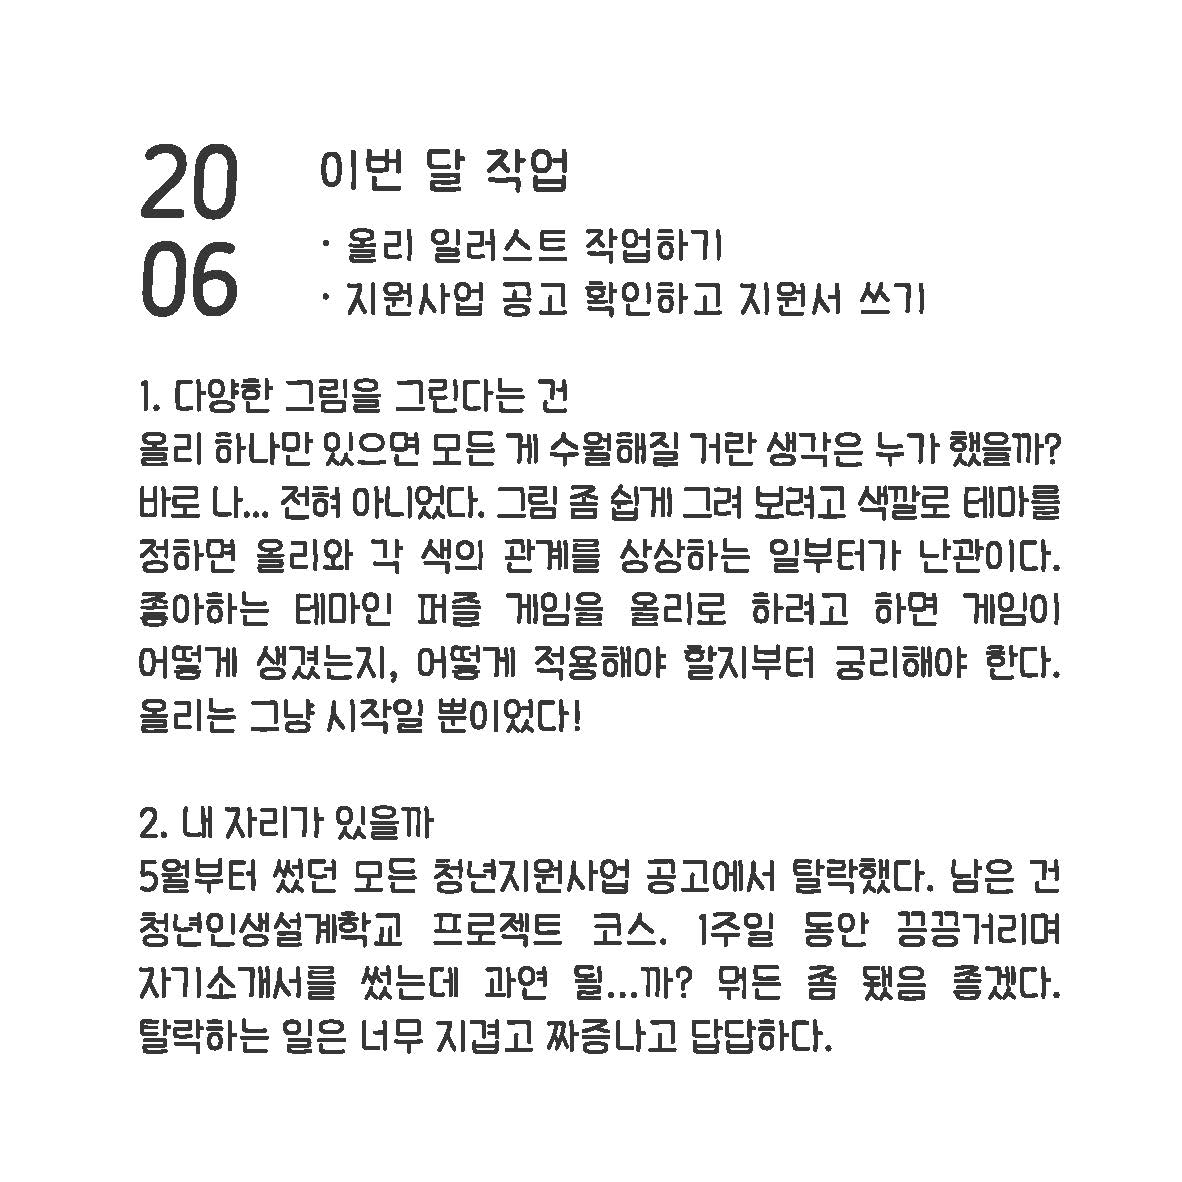 20
06
이번 달 작업
· 올리 일러스트 작업하기
· 지원사업 공고 확인하고 지원서 쓰기
1. 다양한 그림을 그린다는 건
올리 하나만 있으면 모든 게 수월해질 거란 생각은 누가 했을까?
바로 나... 전혀 아니었다. 그림 좀 쉽게 그려 보려고 색깔로 테마를
정하면 올리와 각 색의 관계를 상상하는 일부터가 난관이다.
좋아하는 테마인 퍼즐 게임을 올리로 하려고 하면 게임이
어떻게 생겼는지, 어떻게 적용해야 할지부터 궁리해야 한다.
올리는 그냥 시작일 뿐이었다!
2. 내 자리가 있을까
5월부터 썼던 모든 청년지원사업 공고에서 탈락했다. 남은 건
청년인생설계학교 프로젝트 코스. 1주일 동안 끙끙거리며
자기소개서를 썼는데 과연 될...까? 뭐든 좀 됐음 좋겠다.
탈락하는 일은 너무 지겹고 짜증나고 답답하다.